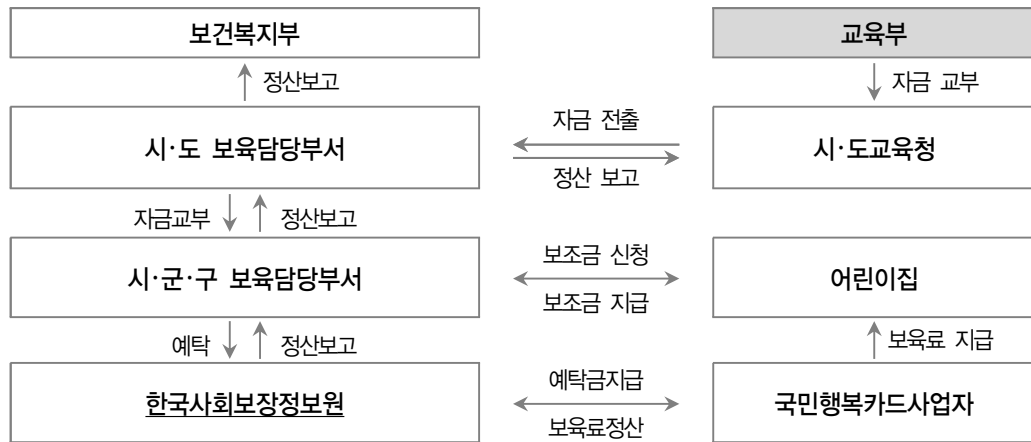 보건복지부
교육부
정산보고
자금 교부
시·도 보육담당부서
자금 전출
정산 보고
시·도교육청
자금교부
정산보고
시·군·구 보육담당부서
보조금 신청
보조금 지급
어린이집
예탁
정산보고
보육료 지급
한국사회보장정보원
예탁금지급
보육료정산
국민행복카드사업자